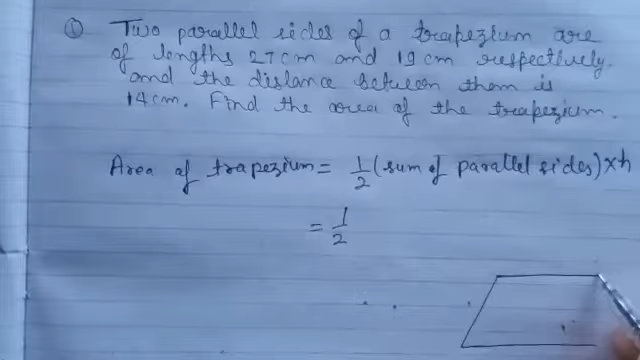 ① Two parallel sides of a trapezium are
of lengths 27cm and 19 cm respectively.
and the distance between them is
14cm. Find the area of the trapezium.
Area of trapezium = 1/2 (sum of parallel sides) × h
= 1/2